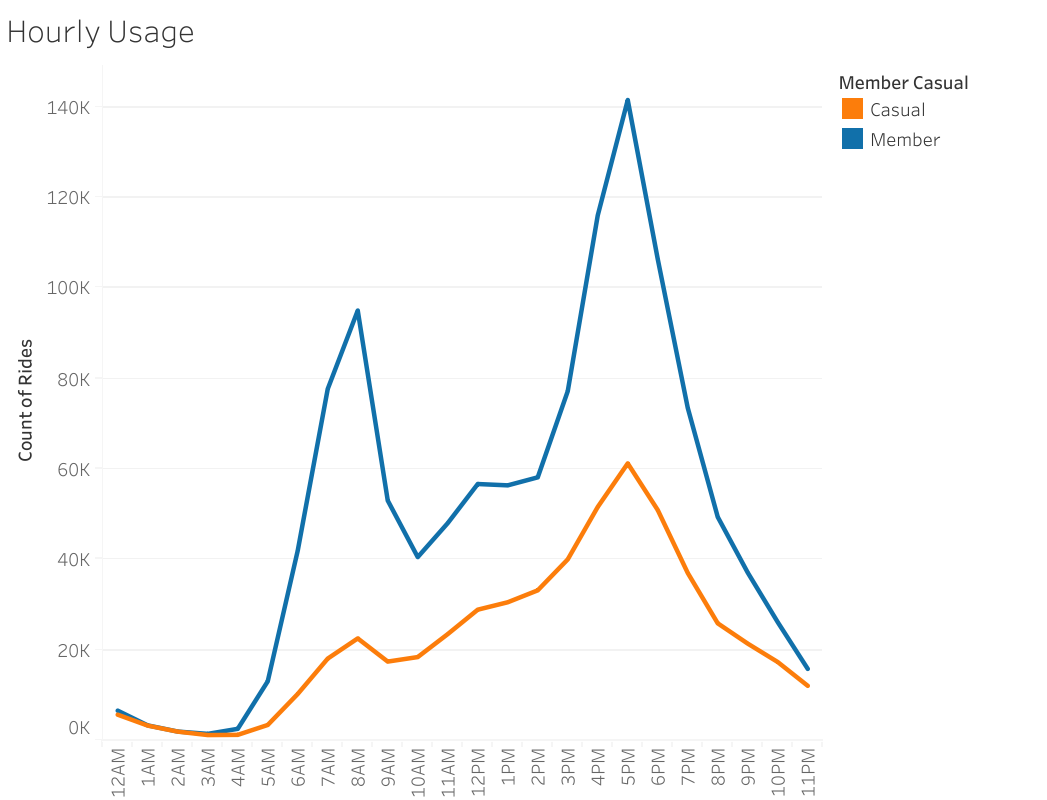 Hourly Usage
Member Casual
Casual
Member
140K
120K
100K
80K
60K
40K
20K
0K
Count of Rides
12AM
1AM
2AM
3AM
4AM
5AM
6AM
7AM
8AM
9AM
10AM
11AM
12PM
1PM
2PM
3PM
4PM
5PM
6PM
7PM
8PM
9PM
10PM
11PM